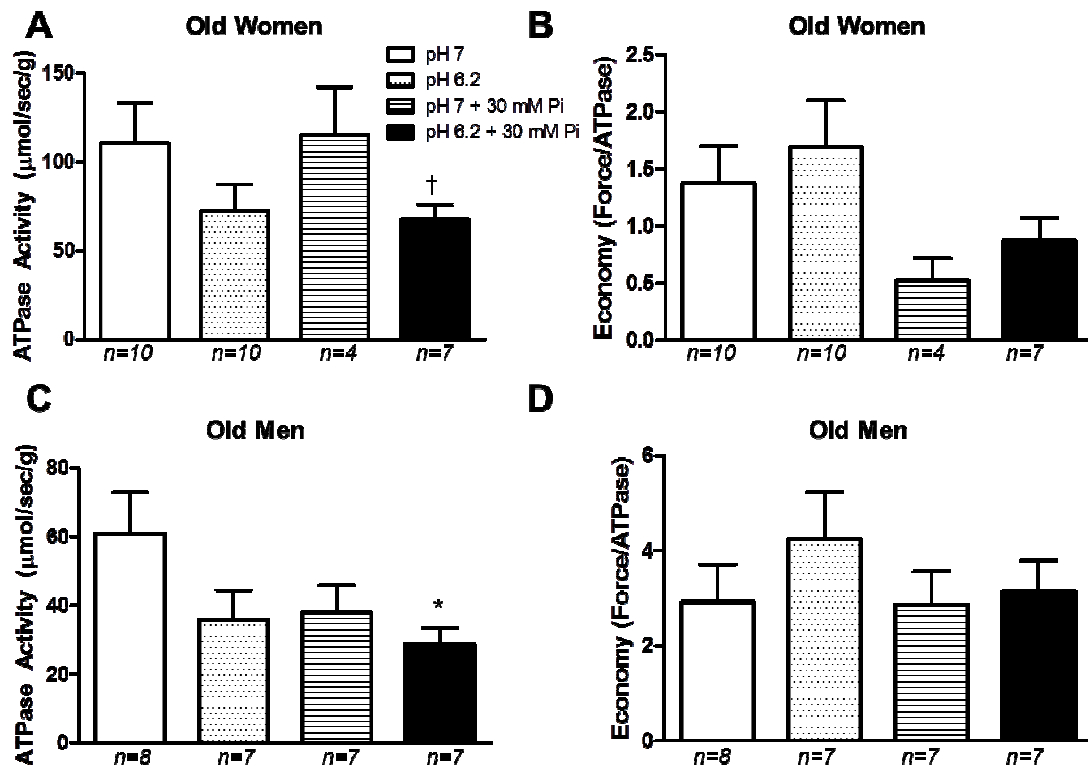 A
Old Women
ATPase Activity (µmol/sec/g)
150
100
50
0
pH 7
pH 6.2
pH 7 + 30 mM Pi
pH 6.2 + 30 mM Pi
†
n=10
n=10
n=4
n=7
B
Old Women
Economy (Force/ATPase)
2.5
2.0
1.5
1.0
0.5
0.0
n=10
n=10
n=4
n=7
C
Old Men
ATPase Activity (µmol/sec/g)
80
60
40
20
0
*
n=8
n=7
n=7
n=7
D
Old Men
Economy (Force/ATPase)
6
4
2
0
n=8
n=7
n=7
n=7